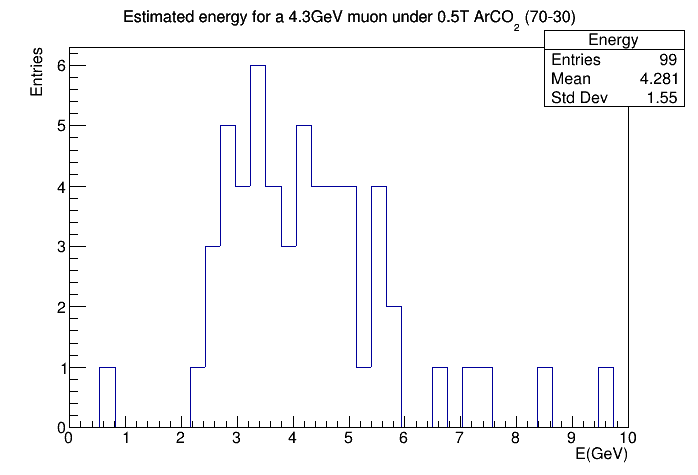 Estimated energy for a 4.3GeV muon under 0.5T ArCO2 (70-30)
Energy
Entries 99
Mean 4.281
Std Dev 1.55
Entries
6
5
4
3
2
1
0
0 1 2 3 4 5 6 7 8 9 10
E(GeV)